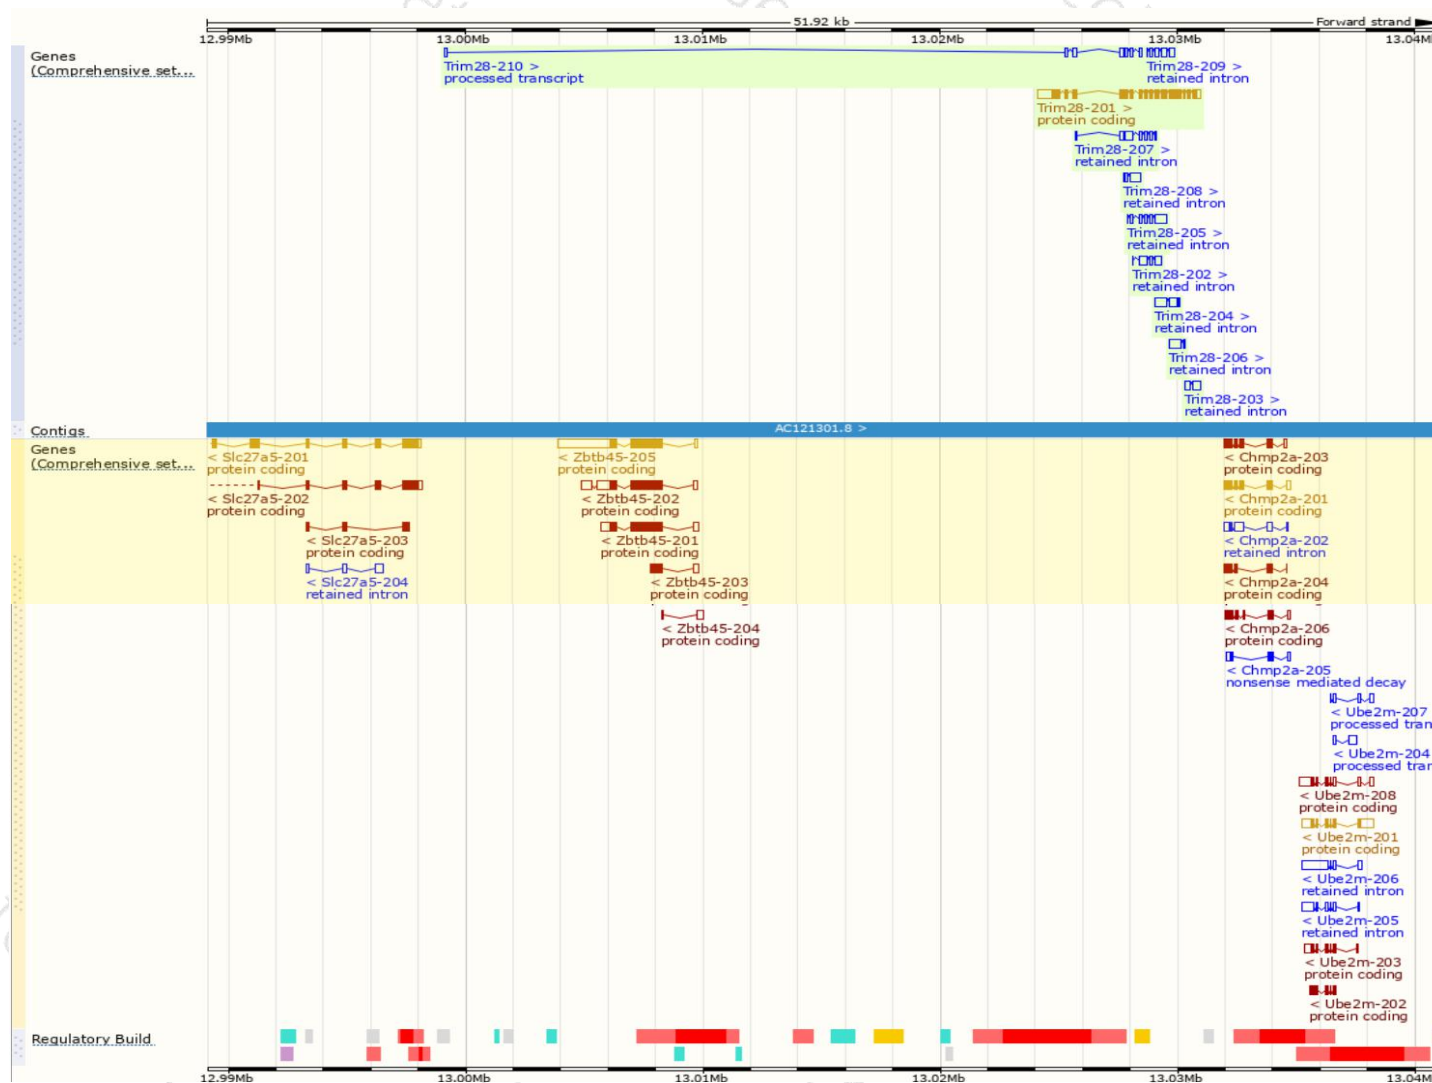 51.92 kb Forward strand
12.99Mb 13.00Mb 13.01Mb 13.02Mb 13.03Mb 13.04M
Genes
(Comprehensive set...
Trim28-210 > Trim28-209 >
processed transcript retained intron
Trim28-201 >
protein coding
Trim28-207 >
retained intron
Trim28-208 >
retained intron
Trim28-205 >
retained intron
Trim28-202 >
retained intron
Trim28-204 >
retained intron
Trim28-206 >
retained intron
Trim28-203 >
retained intron
Contigs AC121301.8 >
Genes
(Comprehensive set...
< Slc27a5-201 < Zbtb45-205 < Chmp2a-203
protein coding protein coding protein coding
< Slc27a5-202 < Zbtb45-202 < Chmp2a-201
protein coding protein coding protein coding
< Slc27a5-203 < Zbtb45-201 < Chmp2a-202
protein coding protein coding retained intron
< Slc27a5-204 < Zbtb45-203 < Chmp2a-204
retained intron protein coding protein coding
< Zbtb45-204 < Chmp2a-206
protein coding protein coding
< Chmp2a-205
nonsense mediated decay
< Ube2m-207
processed tran
< Ube2m-204
processed tran
< Ube2m-208
protein coding
< Ube2m-201
protein coding
< Ube2m-206
retained intron
< Ube2m-205
retained intron
< Ube2m-203
protein coding
< Ube2m-202
protein coding
Regulatory Build
12.99Mb 13.00Mb 13.01Mb 13.02Mb 13.03Mb 13.04M